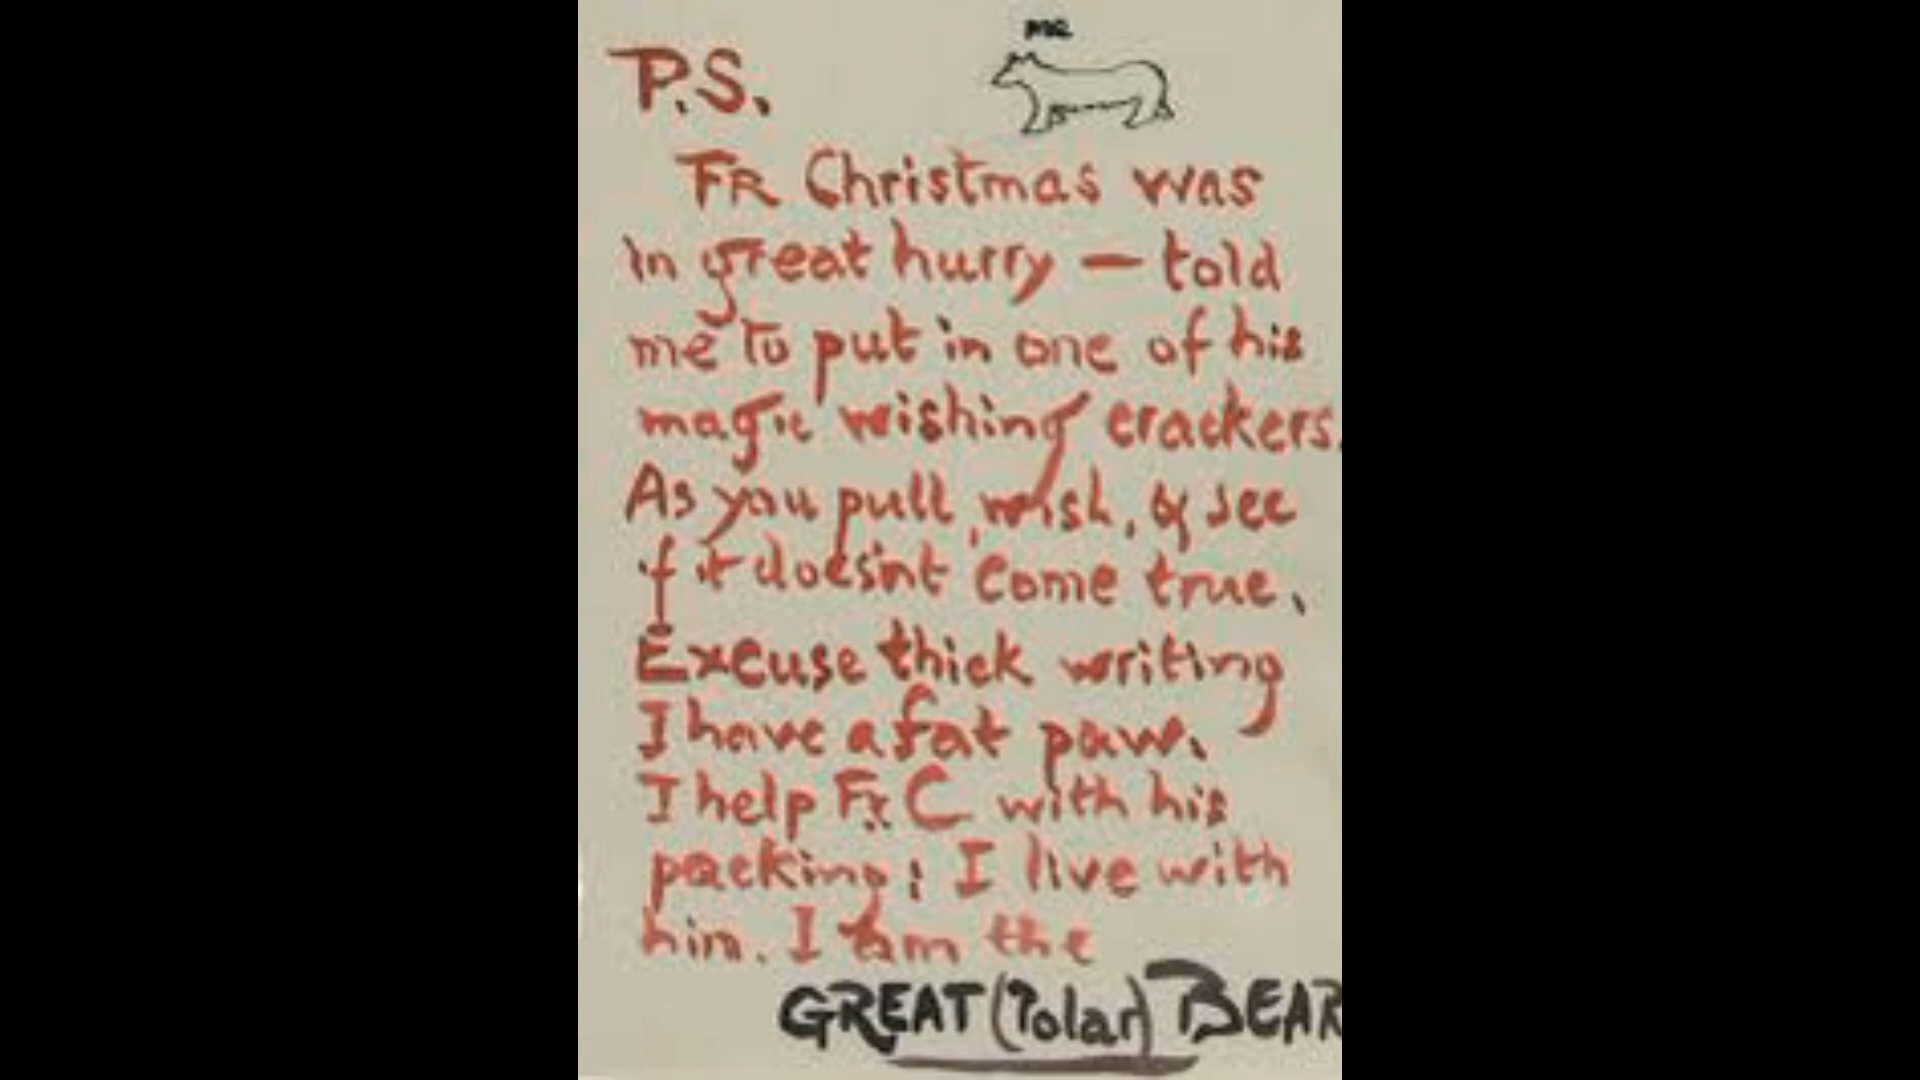 me
P.S.
FR Christmas was
in great hurry — told
me to put in one of his
magic wishing crackers.
As you pull, wish, & see
if it doesn't come true.
Excuse thick writing
I have a fat paw.
I help Fr C with his
packing: I live with
him. I am the
GREAT (Polar) BEAR